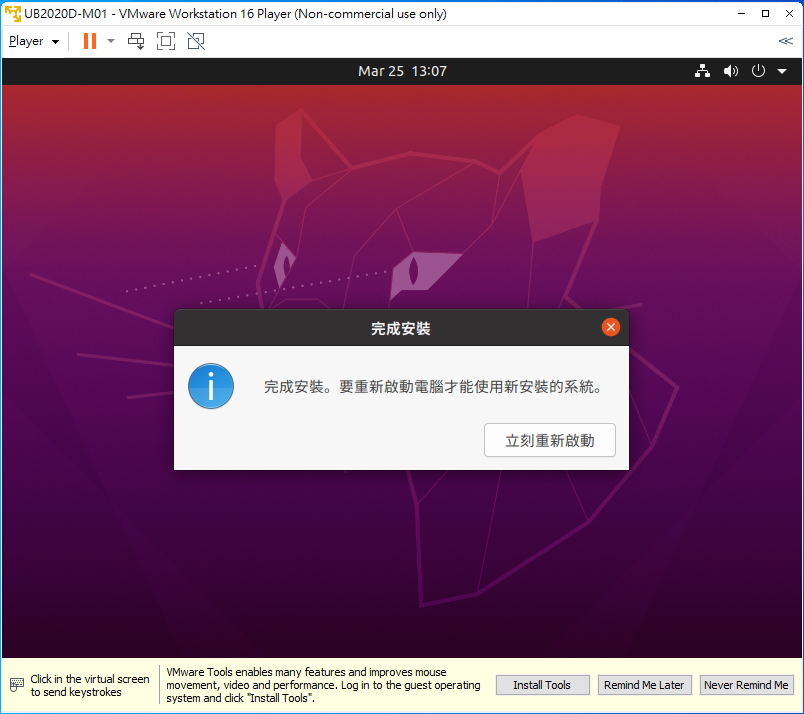 UB2020D-M01 - VMware Workstation 16 Player (Non-commercial use only)
Player
Mar 25  13:07
完成安裝
完成安裝。要重新啟動電腦才能使用新安裝的系統。
立刻重新啟動
Click in the virtual screen
to send keystrokes
VMware Tools enables many features and improves mouse
movement, video and performance. Log in to the guest operating
system and click "Install Tools".
Install Tools
Remind Me Later
Never Remind Me